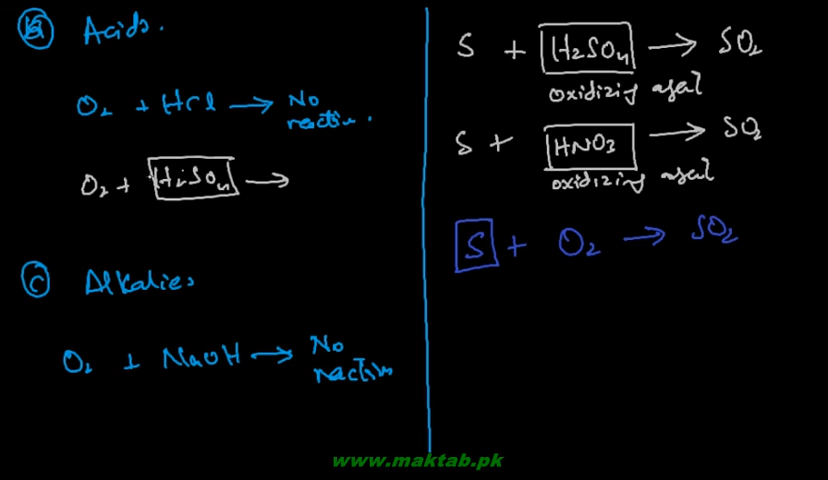 (b) Acids.
O2 + HCl → No
reaction.
O2 + H2SO4 →
(c) Alkalies
O2 + NaOH → No
reaction
S + H2SO4 → SO2
oxidizing agent
S + HNO3 → SO2
oxidizing agent
S + O2 → SO2
www.maktab.pk